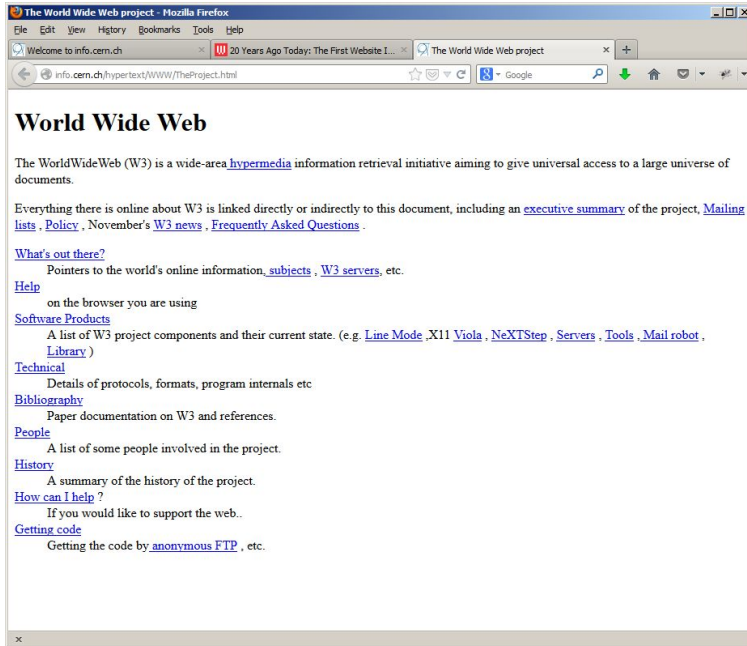 The World Wide Web project - Mozilla Firefox
File Edit View History Bookmarks Tools Help
Welcome to info.cern.ch
20 Years Ago Today: The First Website I...
The World Wide Web project
info.cern.ch/hypertext/WWW/TheProject.html
Google
World Wide Web
The WorldWideWeb (W3) is a wide-area hypermedia information retrieval initiative aiming to give universal access to a large universe of
documents.
Everything there is online about W3 is linked directly or indirectly to this document, including an executive summary of the project, Mailing
lists , Policy , November's W3 news , Frequently Asked Questions .
What's out there?
Pointers to the world's online information, subjects , W3 servers, etc.
Help
on the browser you are using
Software Products
A list of W3 project components and their current state. (e.g. Line Mode ,X11 Viola , NeXTStep , Servers , Tools , Mail robot ,
Library )
Technical
Details of protocols, formats, program internals etc
Bibliography
Paper documentation on W3 and references.
People
A list of some people involved in the project.
History
A summary of the history of the project.
How can I help ?
If you would like to support the web..
Getting code
Getting the code by anonymous FTP , etc.